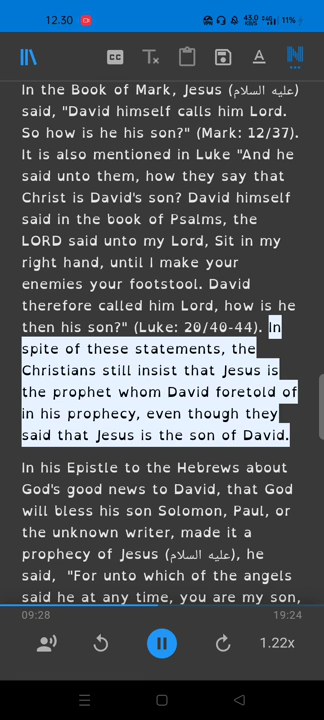 12.30
43.0
KB/S
11%
CC
In the Book of Mark, Jesus (عليه السلام)
said, "David himself calls him Lord.
So how is he his son?" (Mark: 12/37).
It is also mentioned in Luke "And he
said unto them, how they say that
Christ is David's son? David himself
said in the book of Psalms, the
LORD said unto my Lord, Sit in my
right hand, until I make your
enemies your footstool. David
therefore called him Lord, how is he
then his son?" (Luke: 20/40-44). In
spite of these statements, the
Christians still insist that Jesus is
the prophet whom David foretold of
in his prophecy, even though they
said that Jesus is the son of David.
In his Epistle to the Hebrews about
God's good news to David, that God
will bless his son Solomon, Paul, or
the unknown writer, made it a
prophecy of Jesus (عليه السلام), he
said, "For unto which of the angels
said he at any time, you are my son,
09:28
19:24
1.22x